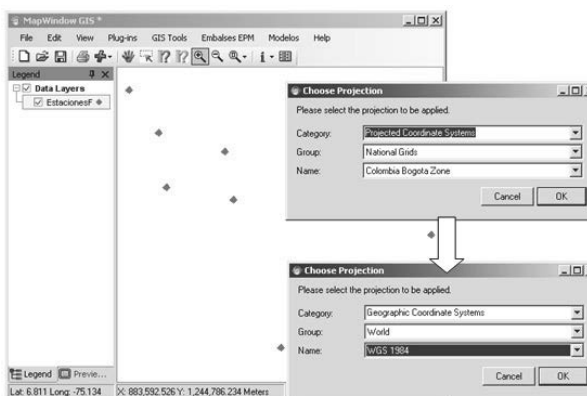 MapWindow GIS *
File Edit View Plug-ins GIS Tools Embalses EPM Modelos Help
Legend
Data Layers
EstacionesF
Choose Projection
Please select the projection to be applied.
Category: Projected Coordinate Systems
Group: National Grids
Name: Colombia Bogota Zone
Cancel OK
Choose Projection
Please select the projection to be applied.
Category: Geographic Coordinate Systems
Group: World
Name: WGS 1984
Cancel OK
Legend Previe...
Lat: 6.811 Long: -75.134 X: 883,592.526 Y: 1,244,786.234 Meters